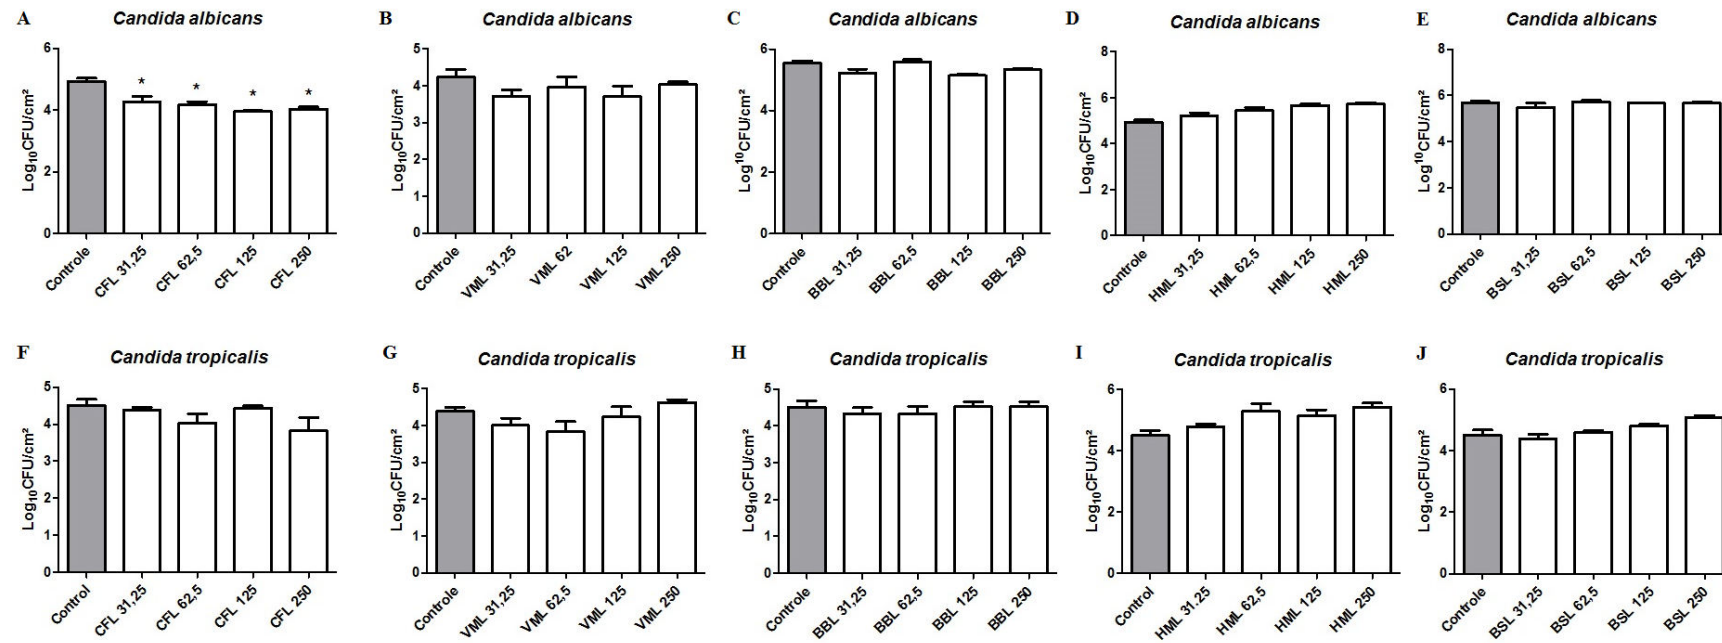 A Candida albicans
Log10CFU/cm²
6
4
2
0
* * * *
Controle CFL 31,25 CFL 62,5 CFL 125 CFL 250
B Candida albicans
Log10CFU/cm²
5
4
3
2
1
0
Controle VML 31,25 VML 62 VML 125 VML 250
C Candida albicans
Log¹⁰CFU/cm²
6
4
2
0
Controle BBL 31,25 BBL 62,5 BBL 125 BBL 250
D Candida albicans
Log10CFU/cm²
8
6
4
2
0
Controle HML 31,25 HML 62,5 HML 125 HML 250
E Candida albicans
Log¹⁰CFU/cm²
8
6
4
2
0
Controle BSL 31,25 BSL 62,5 BSL 125 BSL 250
F Candida tropicalis
Log10CFU/cm²
5
4
3
2
1
0
Control CFL 31,25 CFL 62,5 CFL 125 CFL 250
G Candida tropicalis
Log10CFU/cm²
5
4
3
2
1
0
Controle VML 31,25 VML 62,5 VML 125 VML 250
H Candida tropicalis
Log10CFU/cm²
5
4
3
2
1
0
Controle BBL 31,25 BBL 62,5 BBL 125 BBL 250
I Candida tropicalis
Log10CFU/cm²
6
4
2
0
Control HML 31.25 HML 62,5 HML 125 HML 250
J Candida tropicalis
Log10CFU/cm²
6
4
2
0
Control BSL 31,25 BSL 62,5 BSL 125 BSL 250